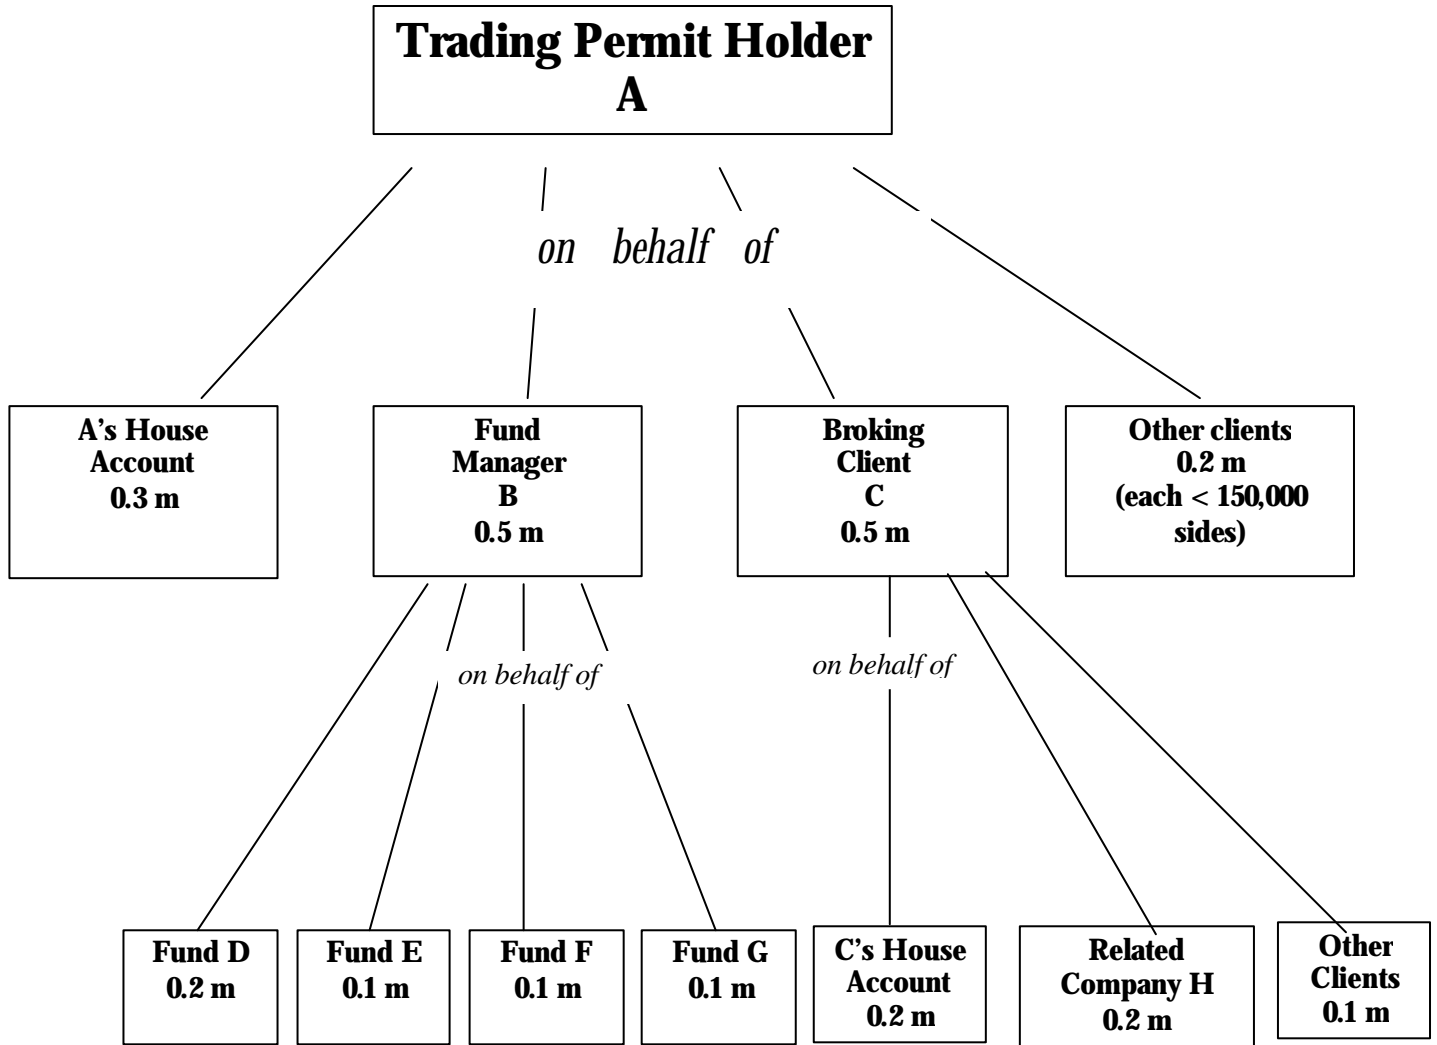 Trading Permit Holder
A
on behalf of
A's House
Account
0.3 m
Fund
Manager
B
0.5 m
Broking
Client
C
0.5 m
Other clients
0.2 m
(each < 150,000
sides)
on behalf of
on behalf of
Fund D
0.2 m
Fund E
0.1 m
Fund F
0.1 m
Fund G
0.1 m
C's House
Account
0.2 m
Related
Company H
0.2 m
Other
Clients
0.1 m